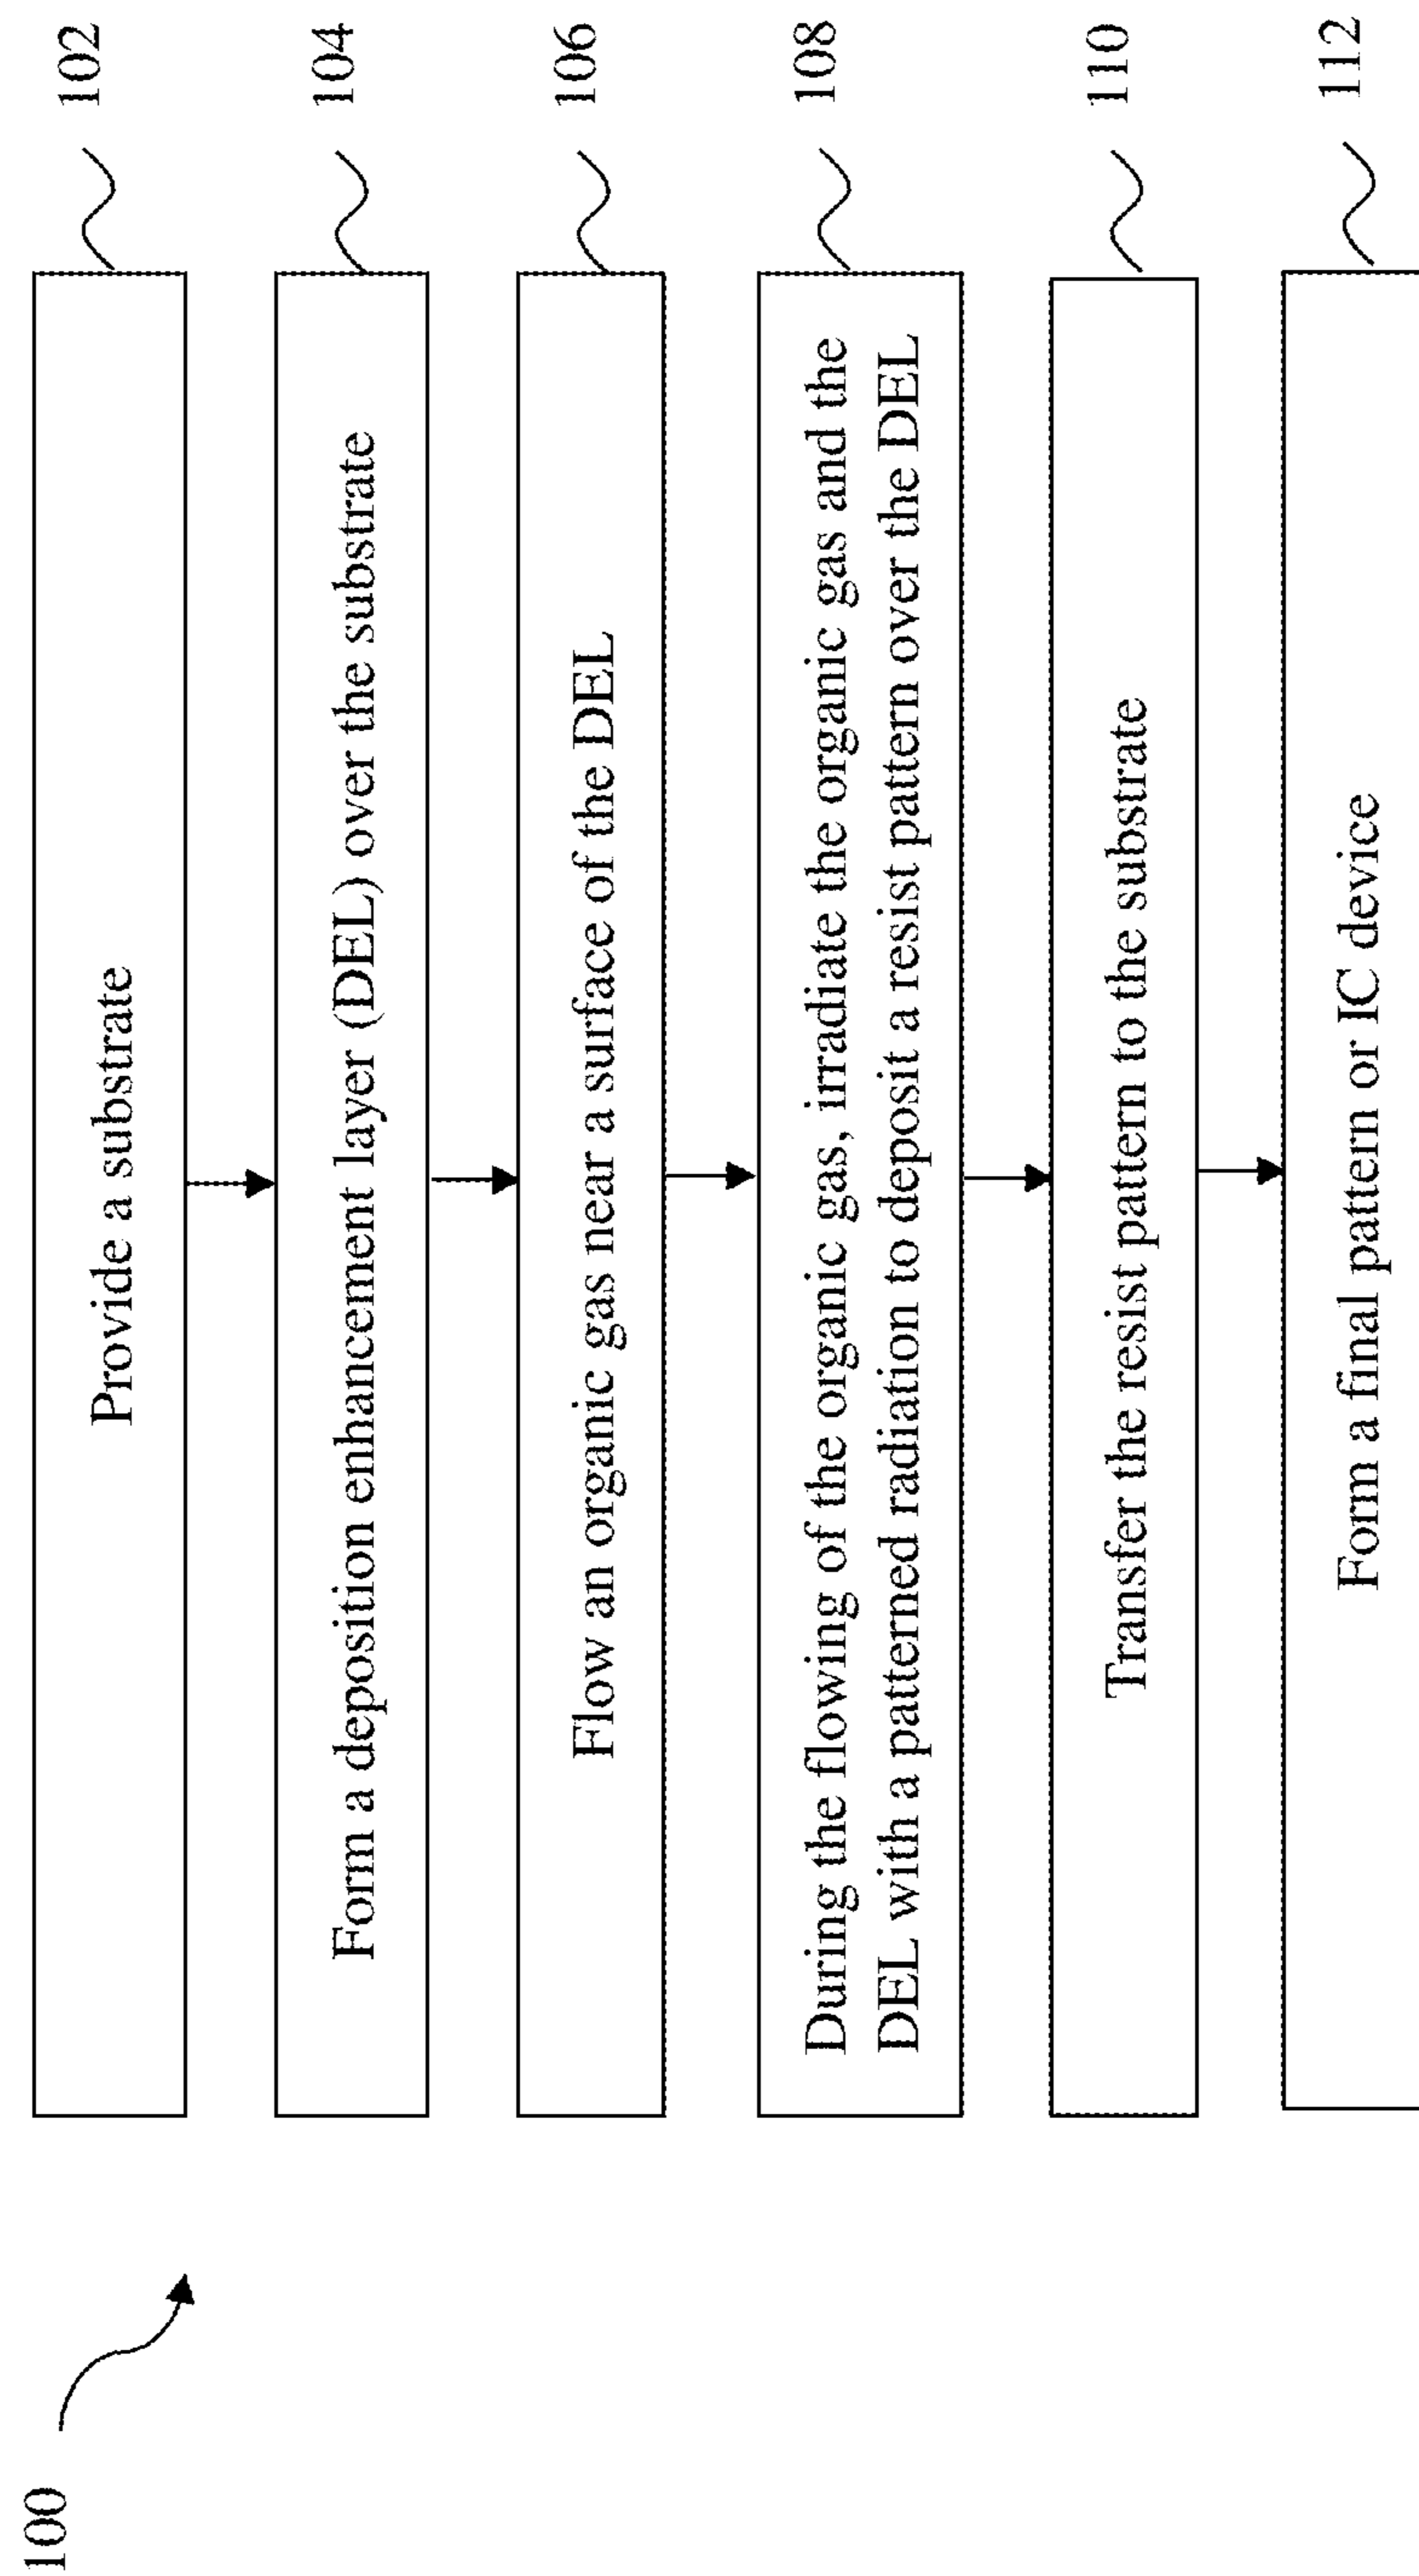 100
Provide a substrate
102
Form a deposition enhancement layer (DEL) over the substrate
104
Flow an organic gas near a surface of the DEL
106
During the flowing of the organic gas, irradiate the organic gas and the
DEL with a patterned radiation to deposit a resist pattern over the DEL
108
Transfer the resist pattern to the substrate
110
Form a final pattern or IC device
112